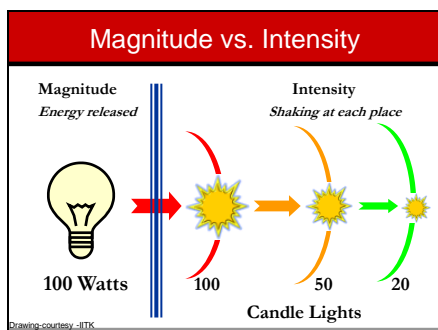 Magnitude vs. Intensity
Magnitude
Energy released
Intensity
Shaking at each place
100 Watts
100
50
20
Candle Lights
Drawing-courtesy -IITK